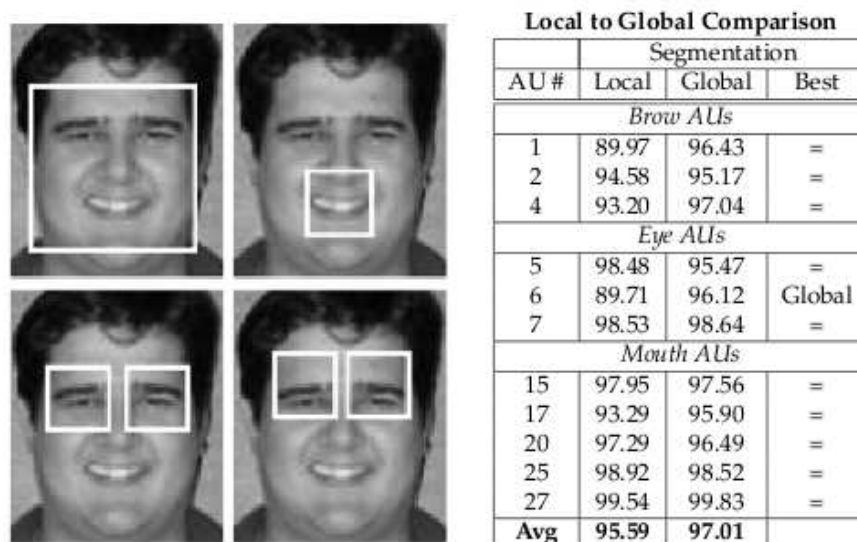 Local to Global Comparison
Segmentation
AU # Local Global Best
Brow AUs
1 89.97 96.43 =
2 94.58 95.17 =
4 93.20 97.04 =
Eye AUs
5 98.48 95.47 =
6 89.71 96.12 Global
7 98.53 98.64 =
Mouth AUs
15 97.95 97.56 =
17 93.29 95.90 =
20 97.29 96.49 =
25 98.92 98.52 =
27 99.54 99.83 =
Avg 95.59 97.01